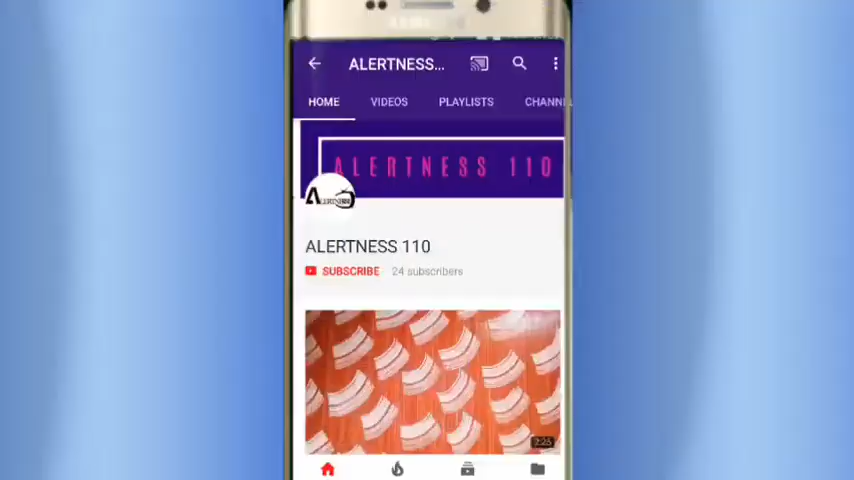 ALERTNESS...
HOME VIDEOS PLAYLISTS CHANN
ALERTNESS 110
ALERTNESS 110
SUBSCRIBE 24 subscribers
2:25